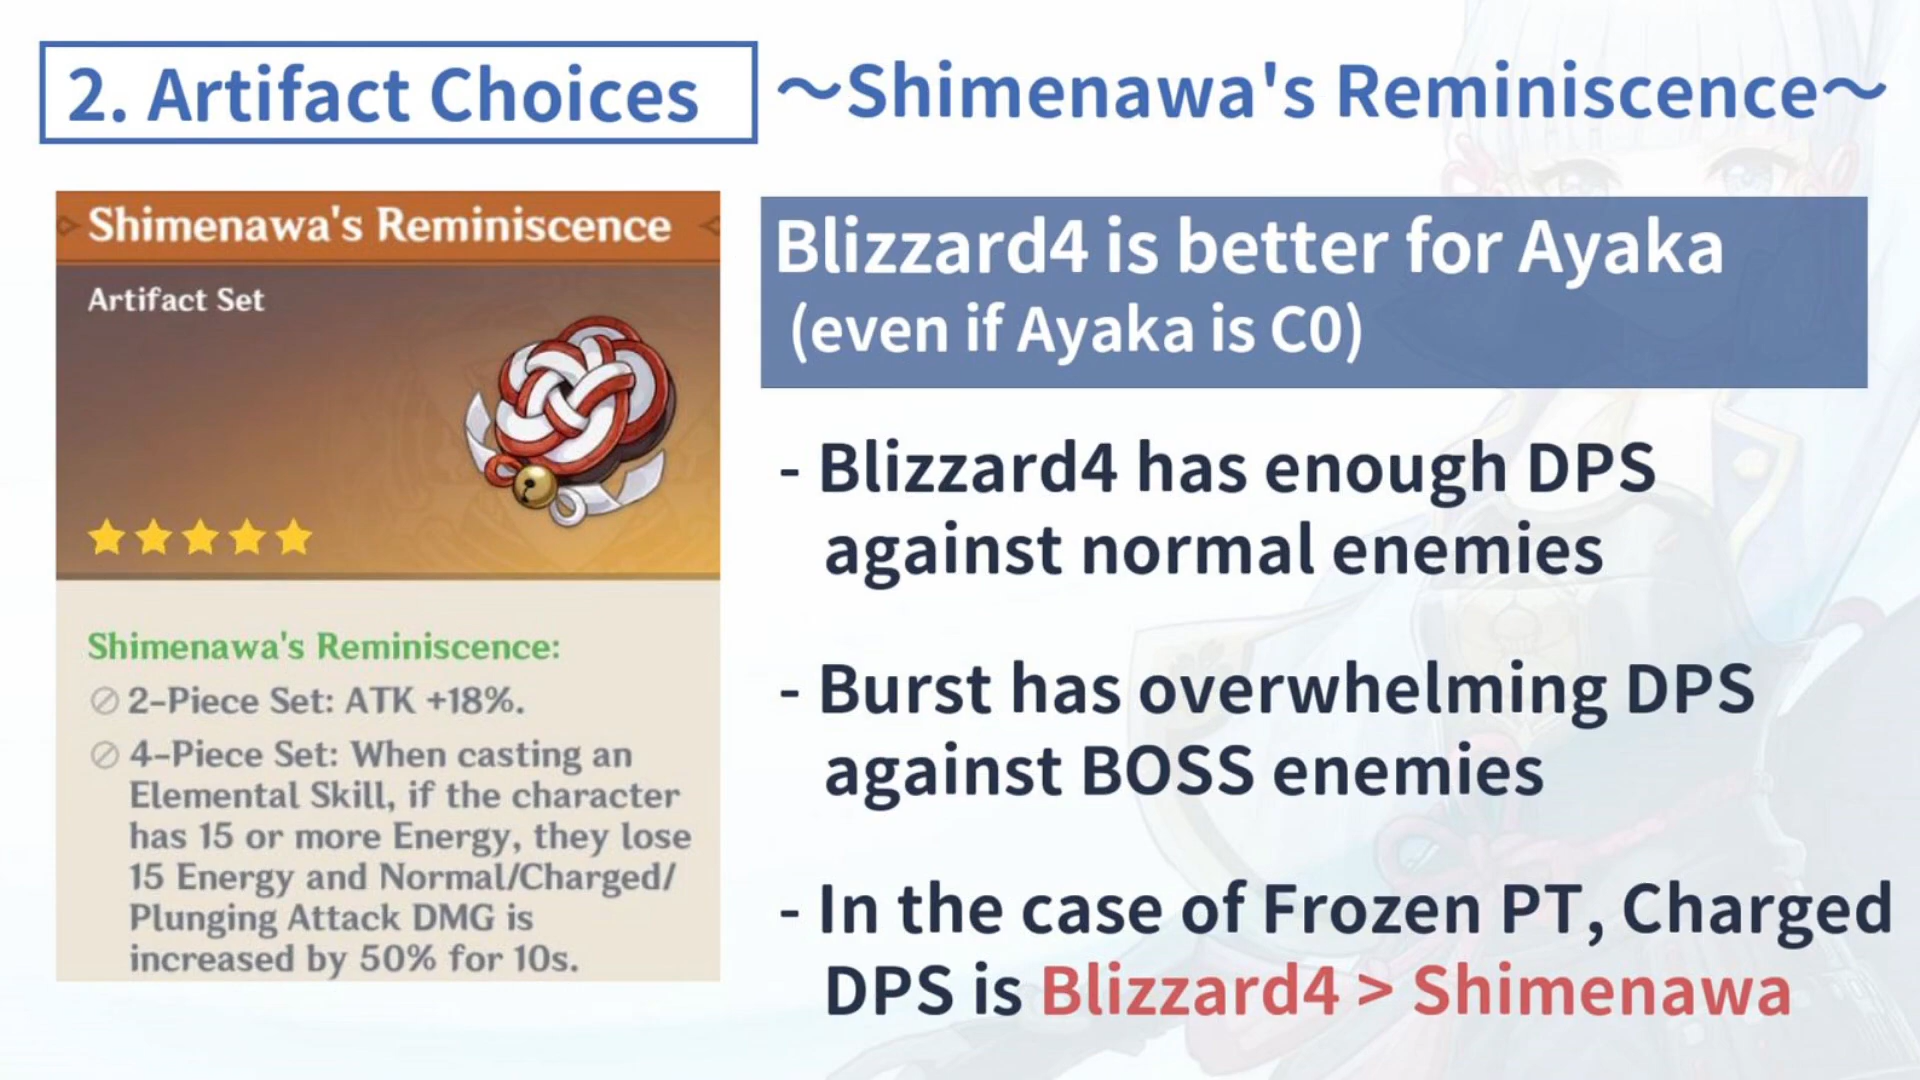 2. Artifact Choices
～Shimenawa's Reminiscence～
Shimenawa's Reminiscence
Artifact Set
Shimenawa's Reminiscence:
2-Piece Set: ATK +18%.
4-Piece Set: When casting an
Elemental Skill, if the character
has 15 or more Energy, they lose
15 Energy and Normal/Charged/
Plunging Attack DMG is
increased by 50% for 10s.
Blizzard4 is better for Ayaka
(even if Ayaka is C0)
- Blizzard4 has enough DPS
against normal enemies
- Burst has overwhelming DPS
against BOSS enemies
- In the case of Frozen PT, Charged
DPS is Blizzard4 > Shimenawa